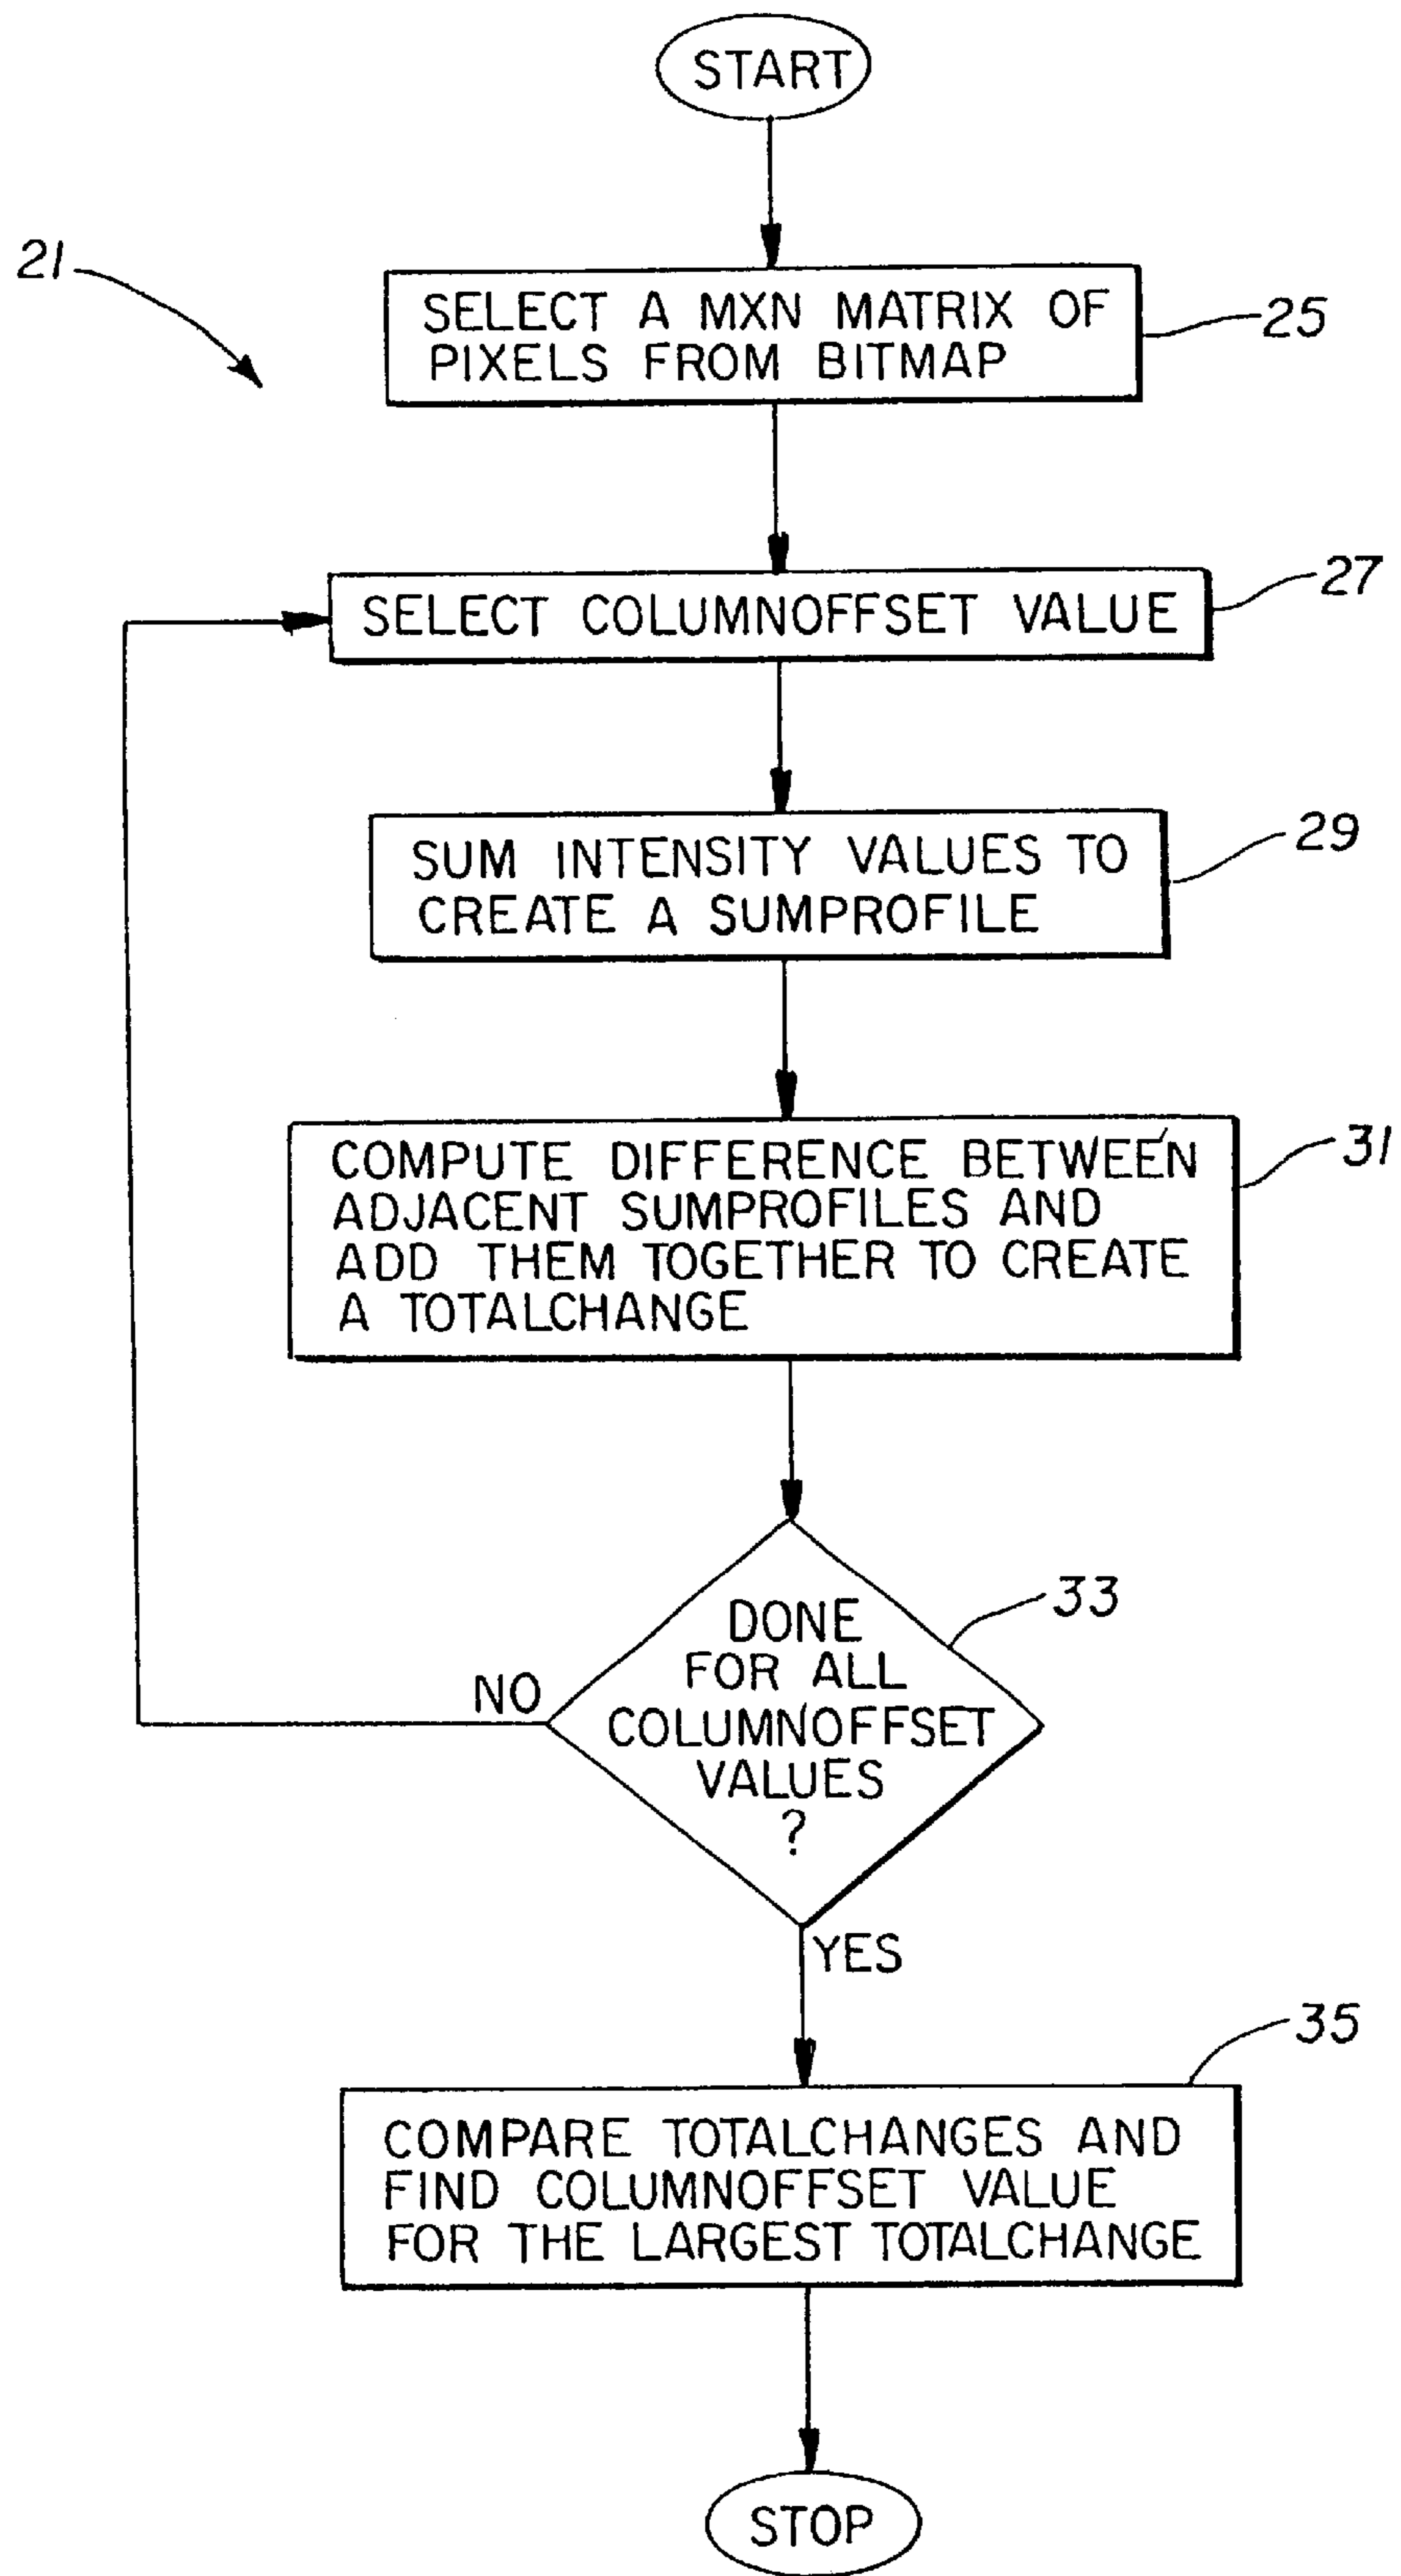 START
21
SELECT A MXN MATRIX OF
PIXELS FROM BITMAP
25
SELECT COLUMNOFFSET VALUE
27
SUM INTENSITY VALUES TO
CREATE A SUMPROFILE
29
COMPUTE DIFFERENCE BETWEEN
ADJACENT SUMPROFILES AND
ADD THEM TOGETHER TO CREATE
A TOTALCHANGE
31
DONE
FOR ALL
COLUMNOFFSET
VALUES
?
33
NO
YES
35
COMPARE TOTALCHANGES AND
FIND COLUMNOFFSET VALUE
FOR THE LARGEST TOTALCHANGE
STOP